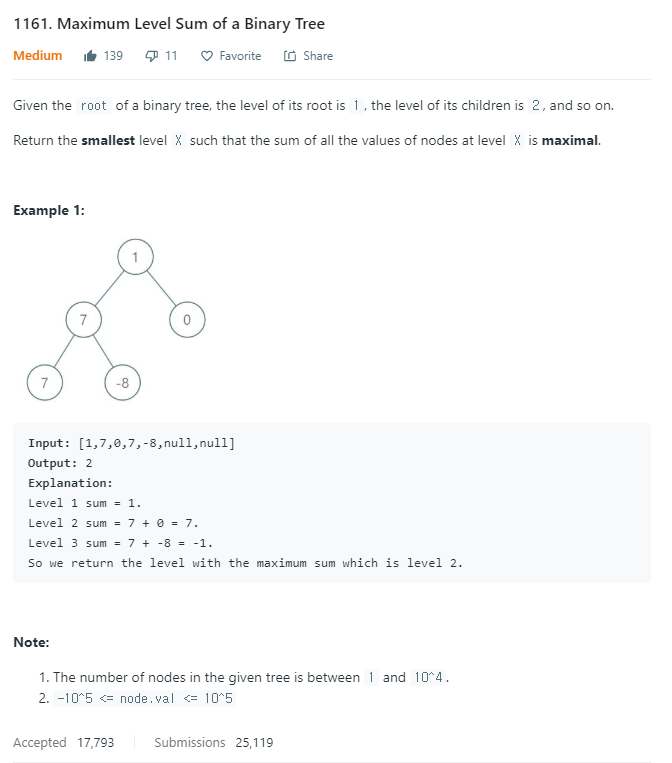 1161. Maximum Level Sum of a Binary Tree
Medium 139 11 Favorite Share
Given the root of a binary tree, the level of its root is 1, the level of its children is 2, and so on.
Return the smallest level X such that the sum of all the values of nodes at level X is maximal.
Example 1:
1
7 0
7 -8
Input: [1,7,0,7,-8,null,null]
Output: 2
Explanation:
Level 1 sum = 1.
Level 2 sum = 7 + 0 = 7.
Level 3 sum = 7 + -8 = -1.
So we return the level with the maximum sum which is level 2.
Note:
1. The number of nodes in the given tree is between 1 and 10^4.
2. -10^5 <= node.val <= 10^5
Accepted 17,793 Submissions 25,119